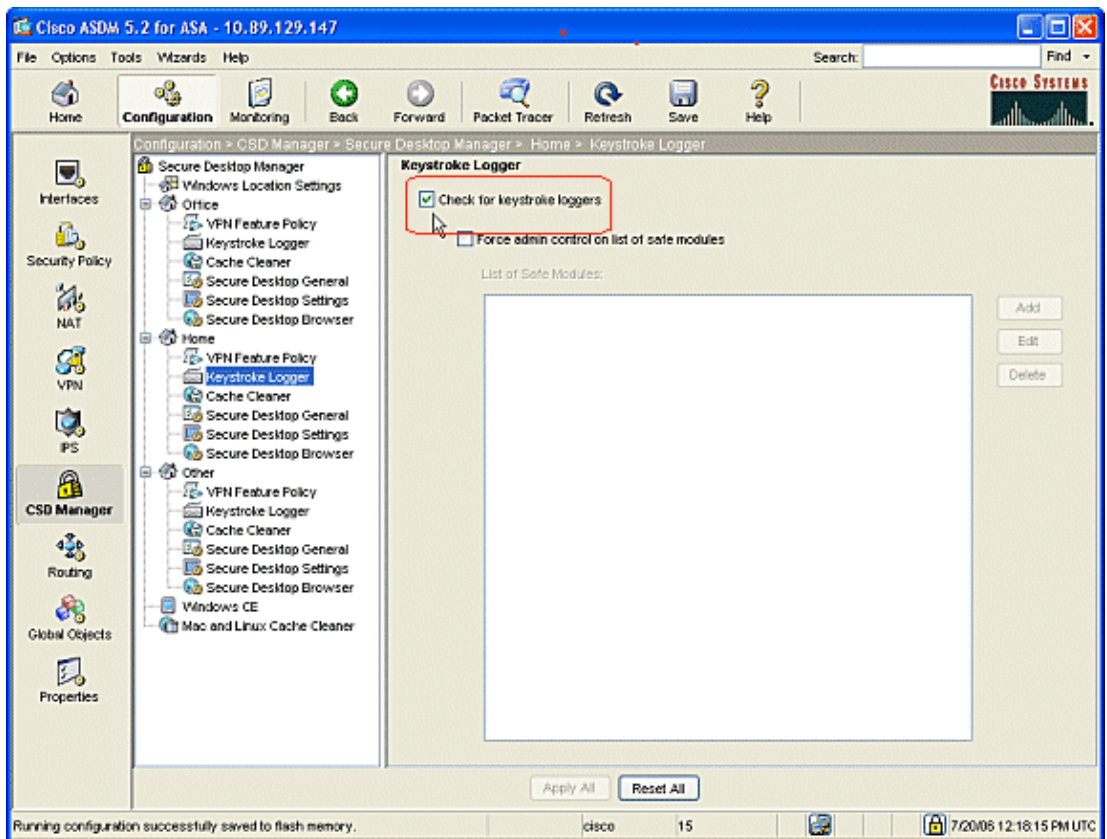 Cisco ASDM 5.2 for ASA - 10.89.129.147
File Options Tools Wizards Help Search: Find
Home Configuration Monitoring Back Forward Packet Tracer Refresh Save Help
CISCO SYSTEMS
Configuration > CSD Manager > Secure Desktop Manager > Home > Keystroke Logger
Interfaces
Security Policy
NAT
VPN
IPS
CSD Manager
Routing
Global Objects
Properties
Secure Desktop Manager
Windows Location Settings
Office
VPN Feature Policy
Keystroke Logger
Cache Cleaner
Secure Desktop General
Secure Desktop Settings
Secure Desktop Browser
Home
VPN Feature Policy
Keystroke Logger
Cache Cleaner
Secure Desktop General
Secure Desktop Settings
Secure Desktop Browser
Other
VPN Feature Policy
Keystroke Logger
Cache Cleaner
Secure Desktop General
Secure Desktop Settings
Secure Desktop Browser
Windows CE
Mac and Linux Cache Cleaner
Keystroke Logger
Check for keystroke loggers
Force admin control on list of safe modules
List of Safe Modules:
Add
Edit
Delete
Apply All Reset All
Running configuration successfully saved to flash memory. cisco 15 7/20/06 12:18:15 PM UTC